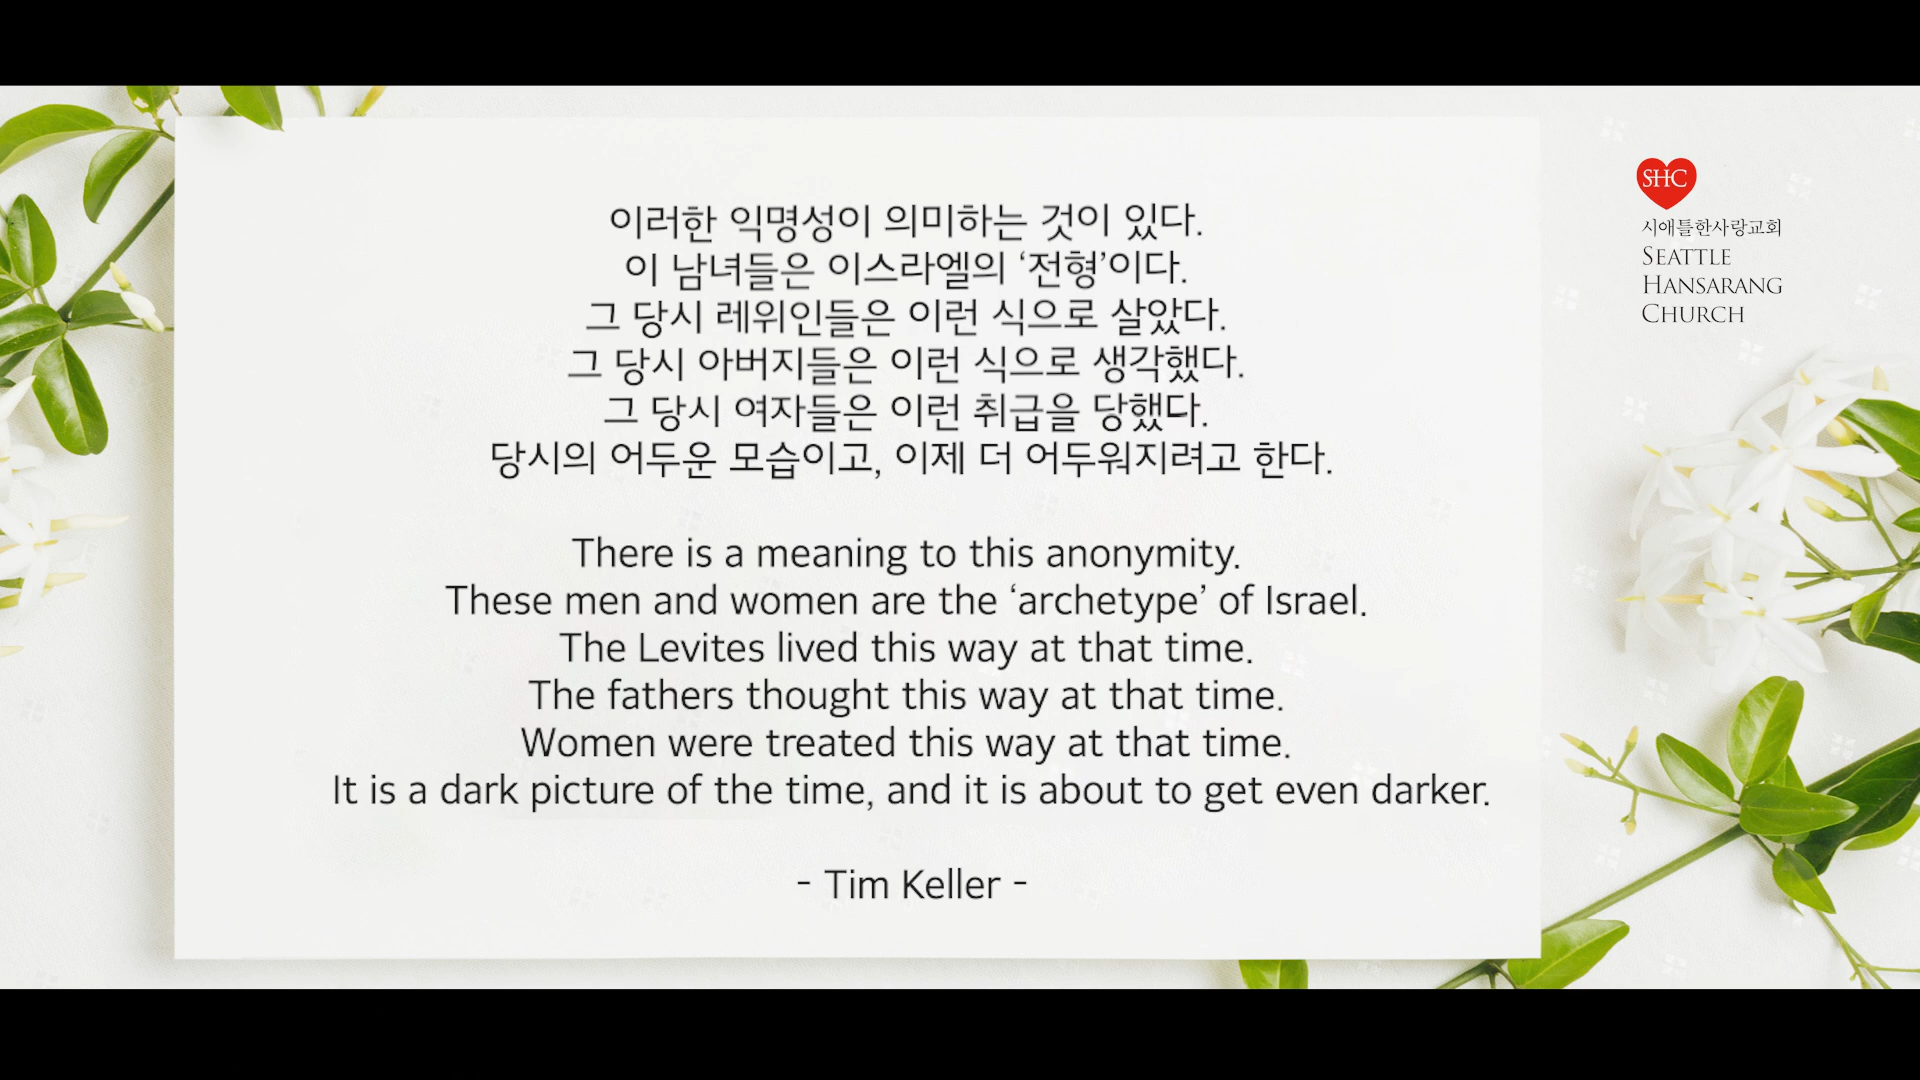 이러한 익명성이 의미하는 것이 있다.
이 남녀들은 이스라엘의 ‘전형’이다.
그 당시 레위인들은 이런 식으로 살았다.
그 당시 아버지들은 이런 식으로 생각했다.
그 당시 여자들은 이런 취급을 당했다.
당시의 어두운 모습이고, 이제 더 어두워지려고 한다.
There is a meaning to this anonymity.
These men and women are the ‘archetype’ of Israel.
The Levites lived this way at that time.
The fathers thought this way at that time.
Women were treated this way at that time.
It is a dark picture of the time, and it is about to get even darker.
- Tim Keller -
SHC
시애틀한사랑교회
SEATTLE
HANSARANG
CHURCH